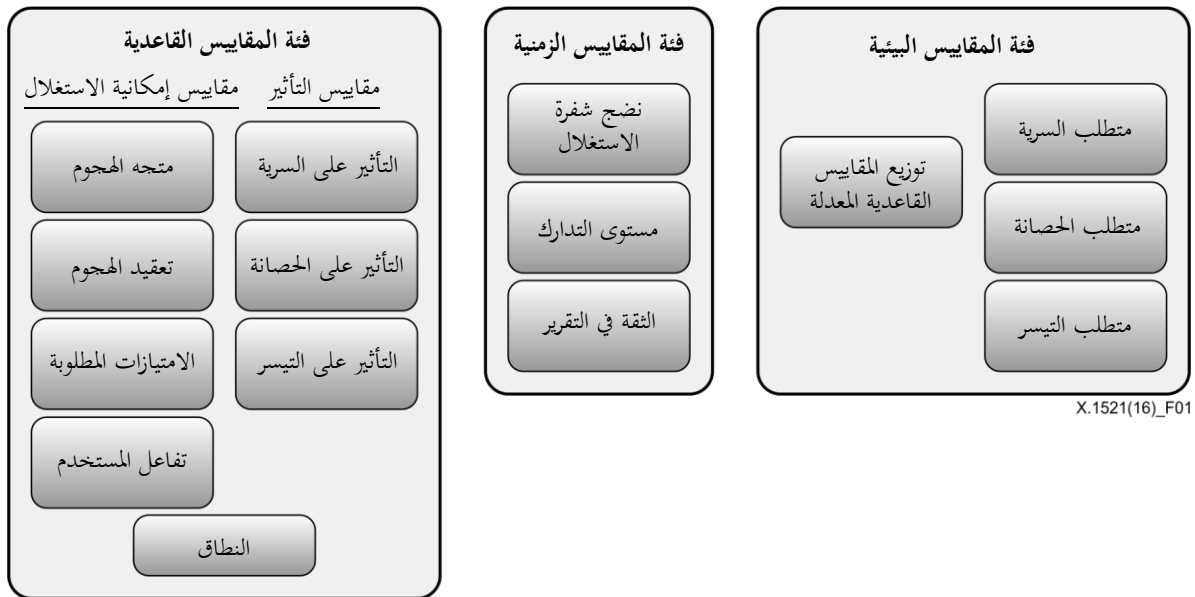 فئة المقاييس القاعدية
مقاييس التأثير
مقاييس إمكانية الاستغلال
التأثير على السرية
متجه الهجوم
التأثير على الحصانة
تعقيد الهجوم
التأثير على التيسر
الامتيازات المطلوبة
تفاعل المستخدم
النطاق
فئة المقاييس الزمنية
نضج شفرة
الاستغلال
مستوى التدارك
الثقة في التقرير
فئة المقاييس البيئية
متطلب السرية
توزيع المقاييس
القاعدية المعدلة
متطلب الحصانة
متطلب التيسر
X.1521(16)_F01